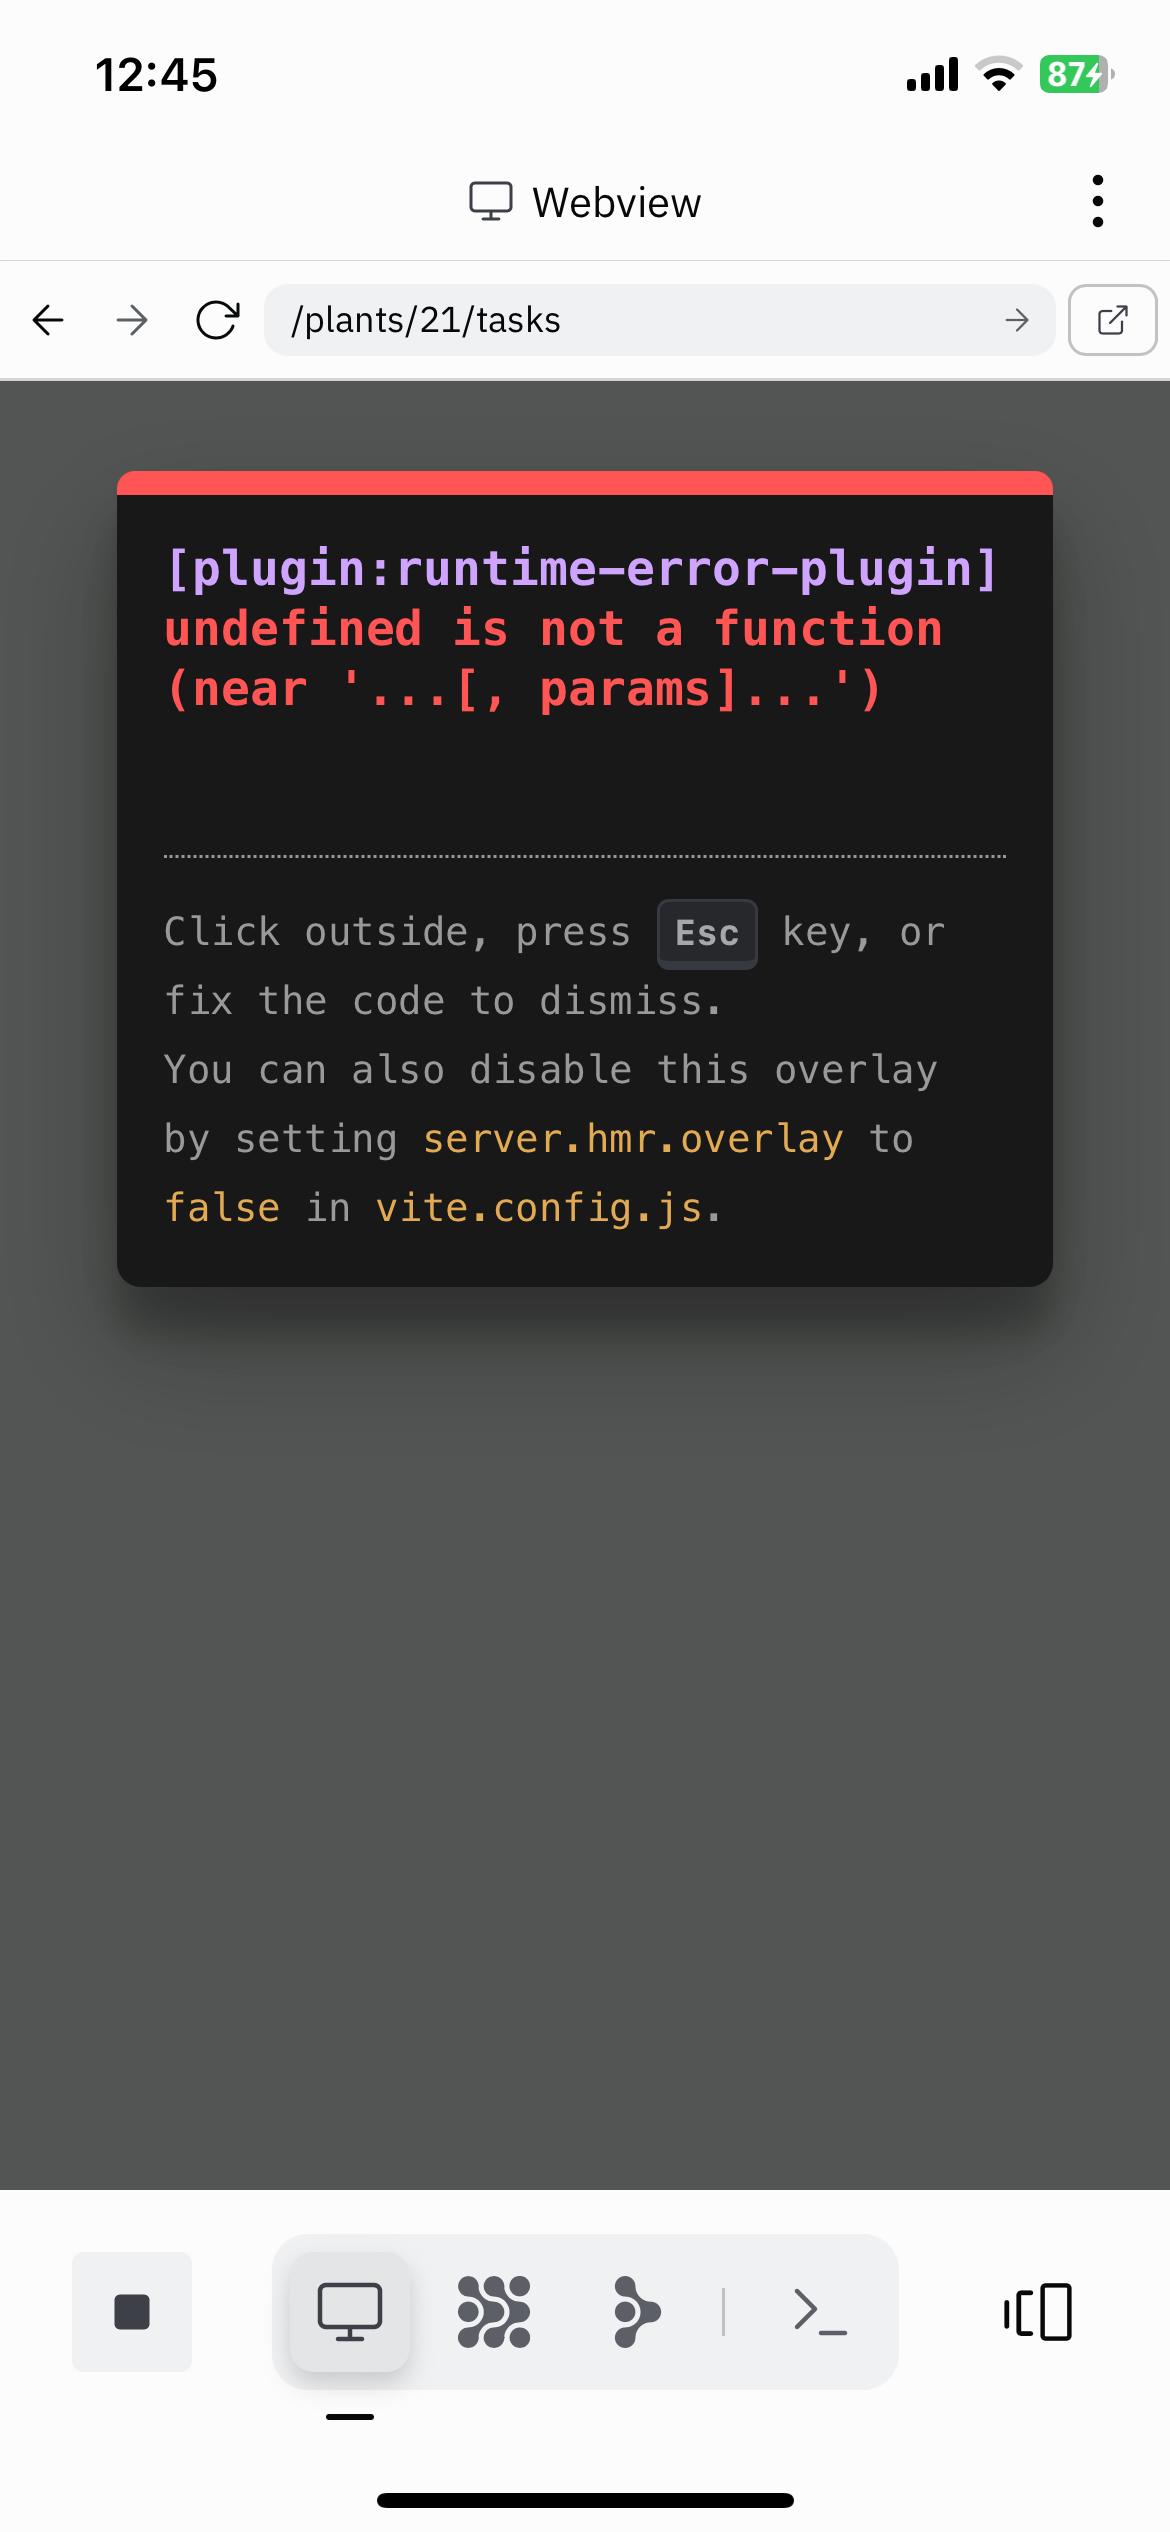 12:45
87
Webview
/plants/21/tasks
[plugin:runtime-error-plugin]
undefined is not a function
(near '...[, params]...')
Click outside, press Esc key, or
fix the code to dismiss.
You can also disable this overlay
by setting server.hmr.overlay to
false in vite.config.js.